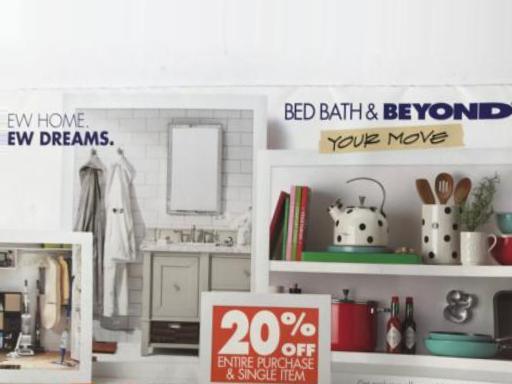 EW HOME.
EW DREAMS.
BED BATH & BEYOND
YOUR MOVE
20%
OFF
ENTIRE PURCHASE
& SINGLE ITEM